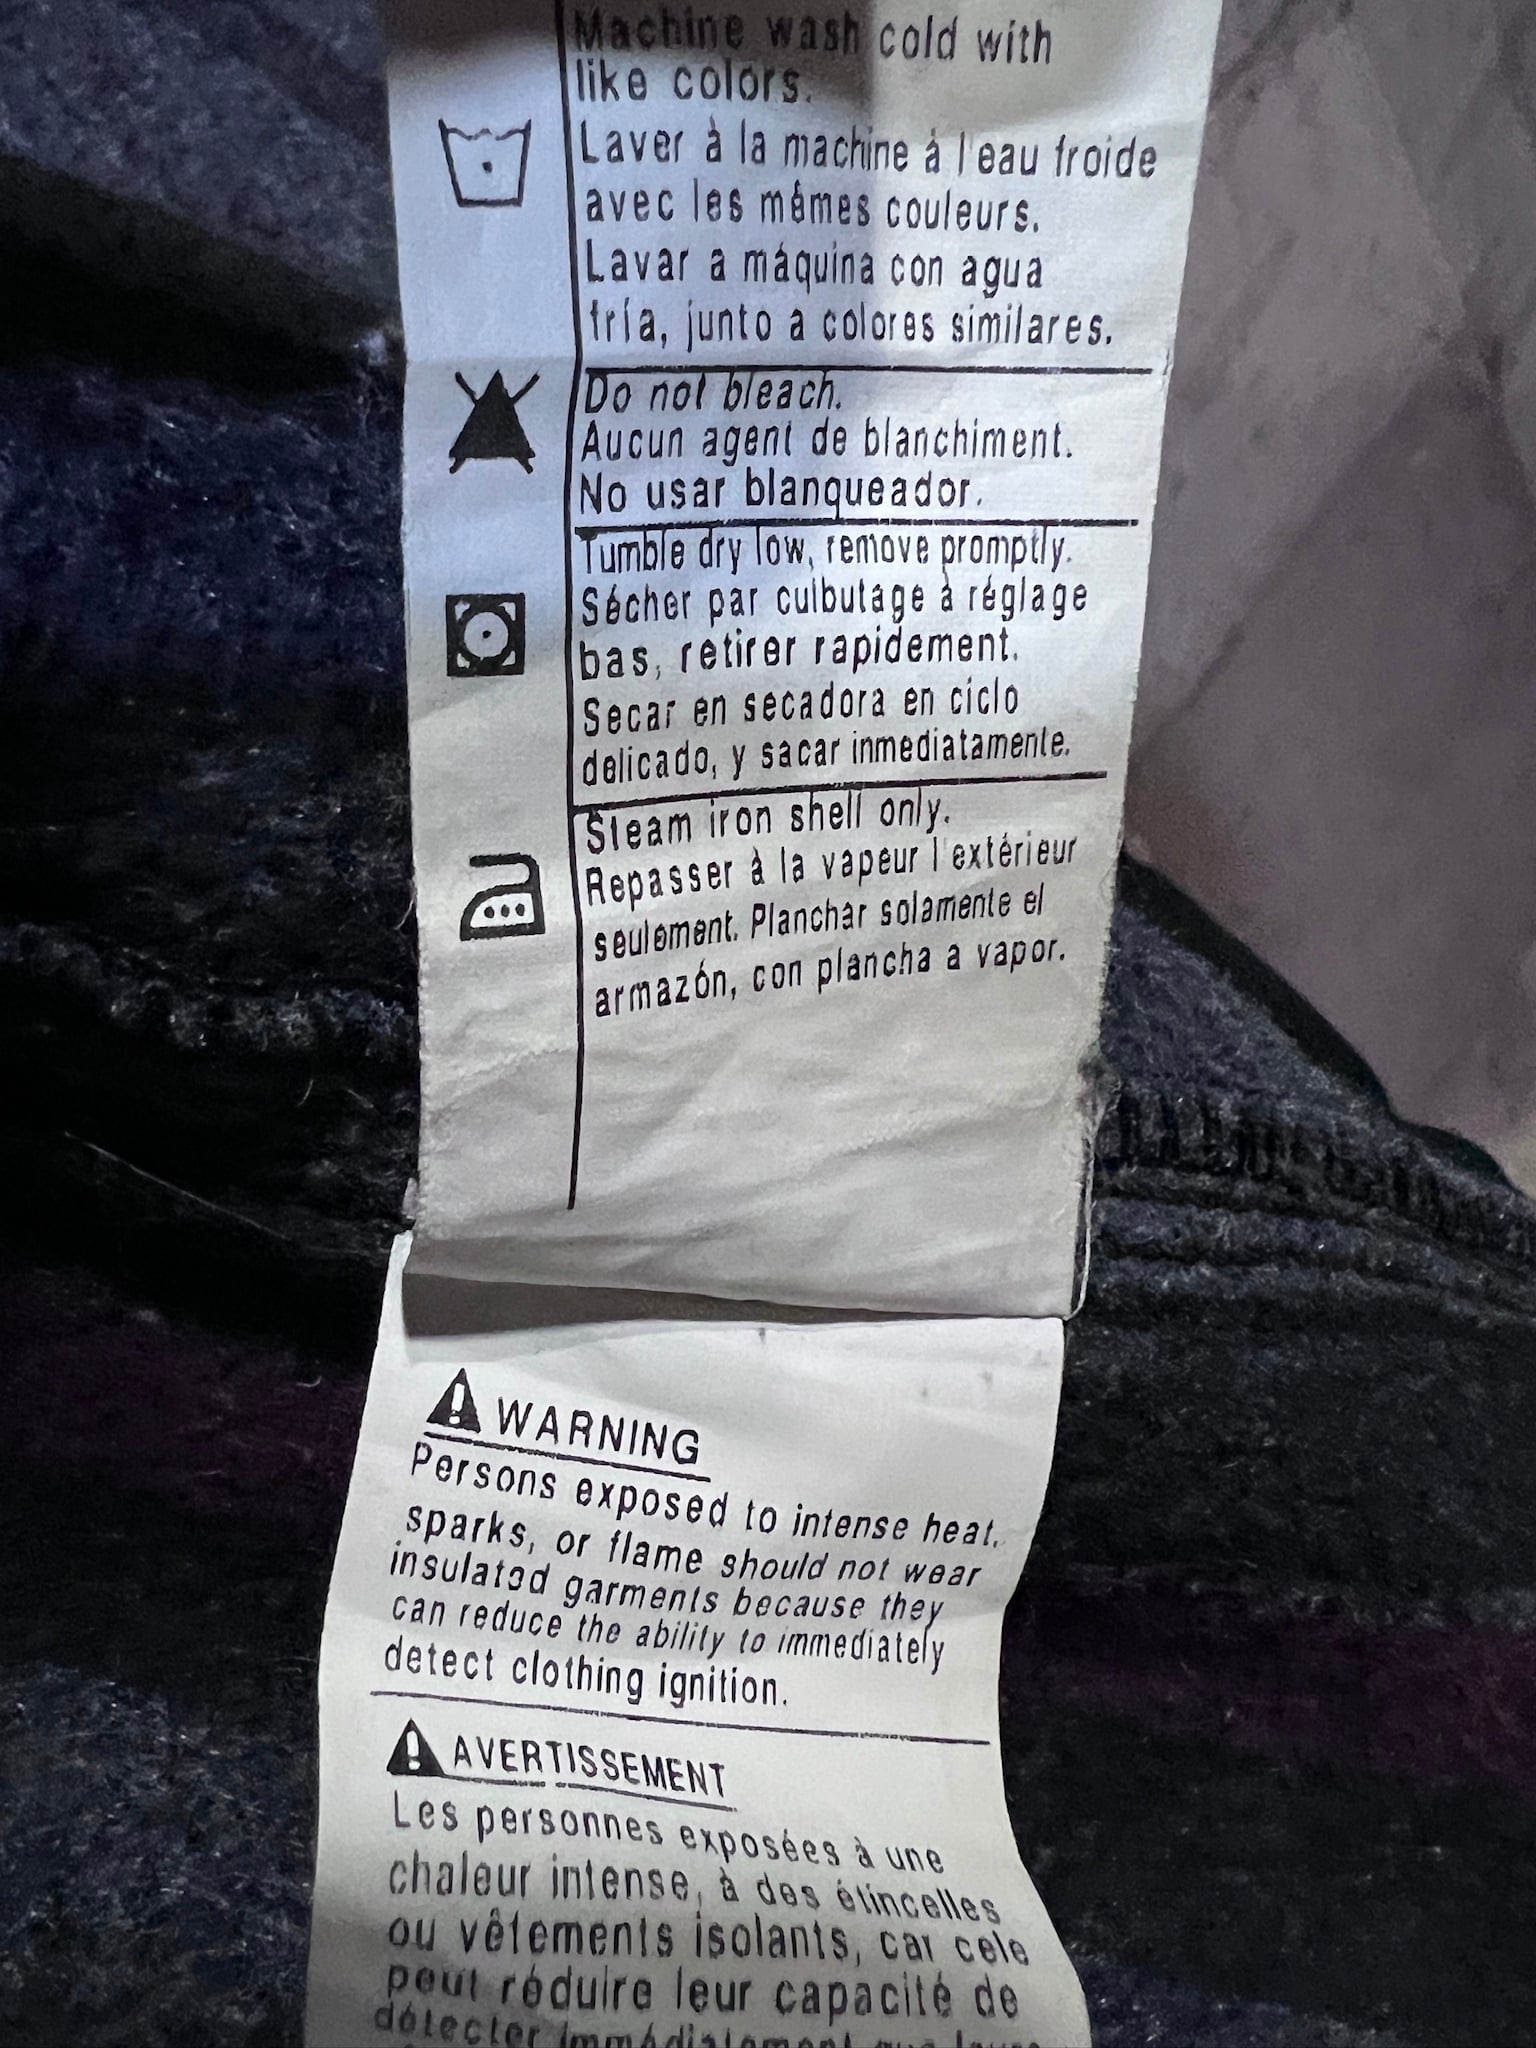 Machine wash cold with
like colors.
Laver à la machine à l'eau froide
avec les mêmes couleurs.
Lavar a máquina con agua
fría, junto a colores similares.
Do not bleach.
Aucun agent de blanchiment.
No usar blanqueador.
Tumble dry low, remove promptly.
Sécher par culbutage à réglage
bas, retirer rapidement.
Secar en secadora en ciclo
delicado, y sacar inmediatamente.
Steam iron shell only.
Repasser à la vapeur l'extérieur
seulement. Planchar solamente el
armazón, con plancha a vapor.
WARNING
Persons exposed to intense heat,
sparks, or flame should not wear
insulated garments because they
can reduce the ability to immediately
detect clothing ignition.
AVERTISSEMENT
Les personnes exposées à une
chaleur intense, à des étincelles
ou vêtements isolants, car cele
peut réduire leur capacité de
détecter immédiatement que leurs